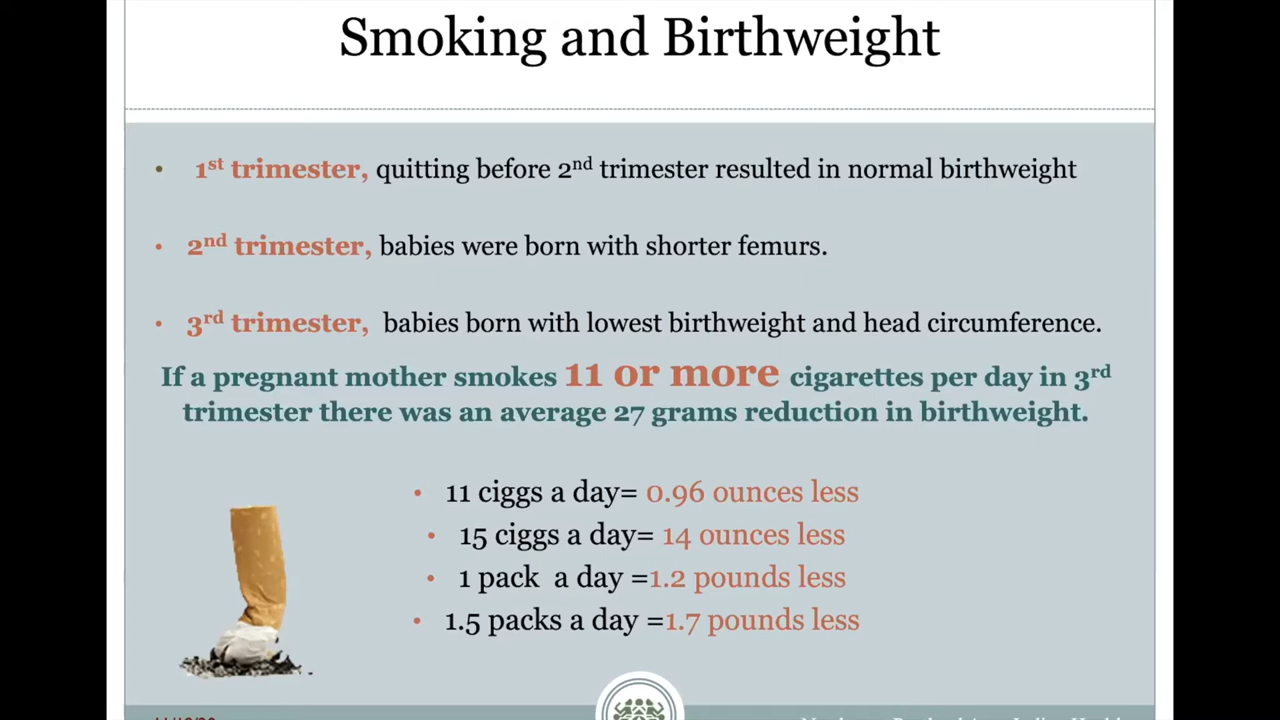 Smoking and Birthweight
• 1st trimester, quitting before 2nd trimester resulted in normal birthweight
• 2nd trimester, babies were born with shorter femurs.
• 3rd trimester, babies born with lowest birthweight and head circumference.
If a pregnant mother smokes 11 or more cigarettes per day in 3rd
trimester there was an average 27 grams reduction in birthweight.
• 11 ciggs a day= 0.96 ounces less
• 15 ciggs a day= 14 ounces less
• 1 pack a day =1.2 pounds less
• 1.5 packs a day =1.7 pounds less